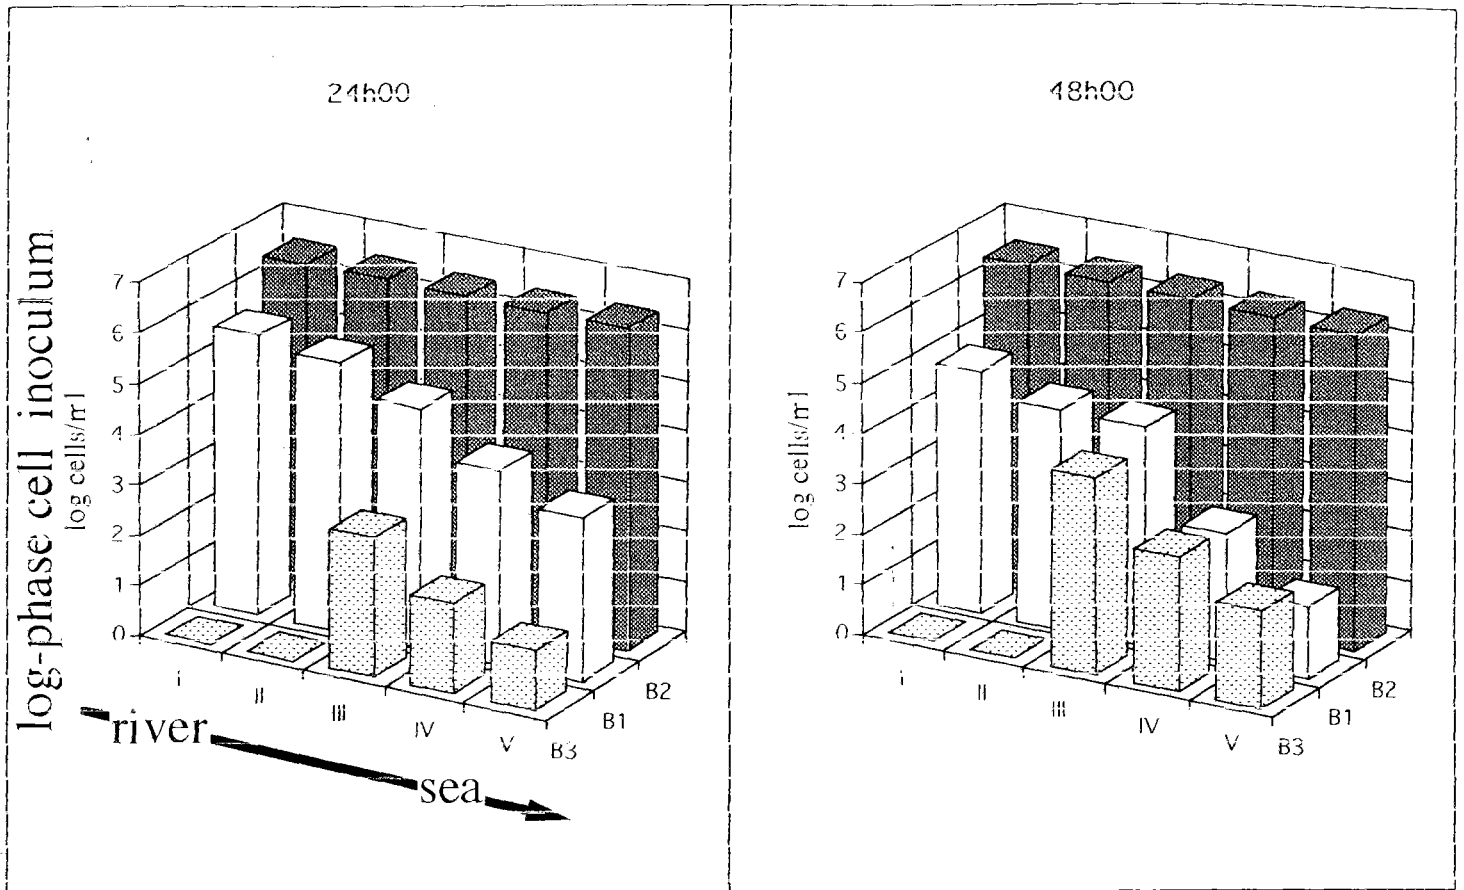 24h00
48h00
log-phase cell inoculum
log cells/ml
7
6
5
4
3
2
1
0
I
II
III
IV
V
B3
B1
B2
river
sea
log cells/ml
7
6
5
4
3
2
1
0
I
II
III
IV
V
B3
B1
B2